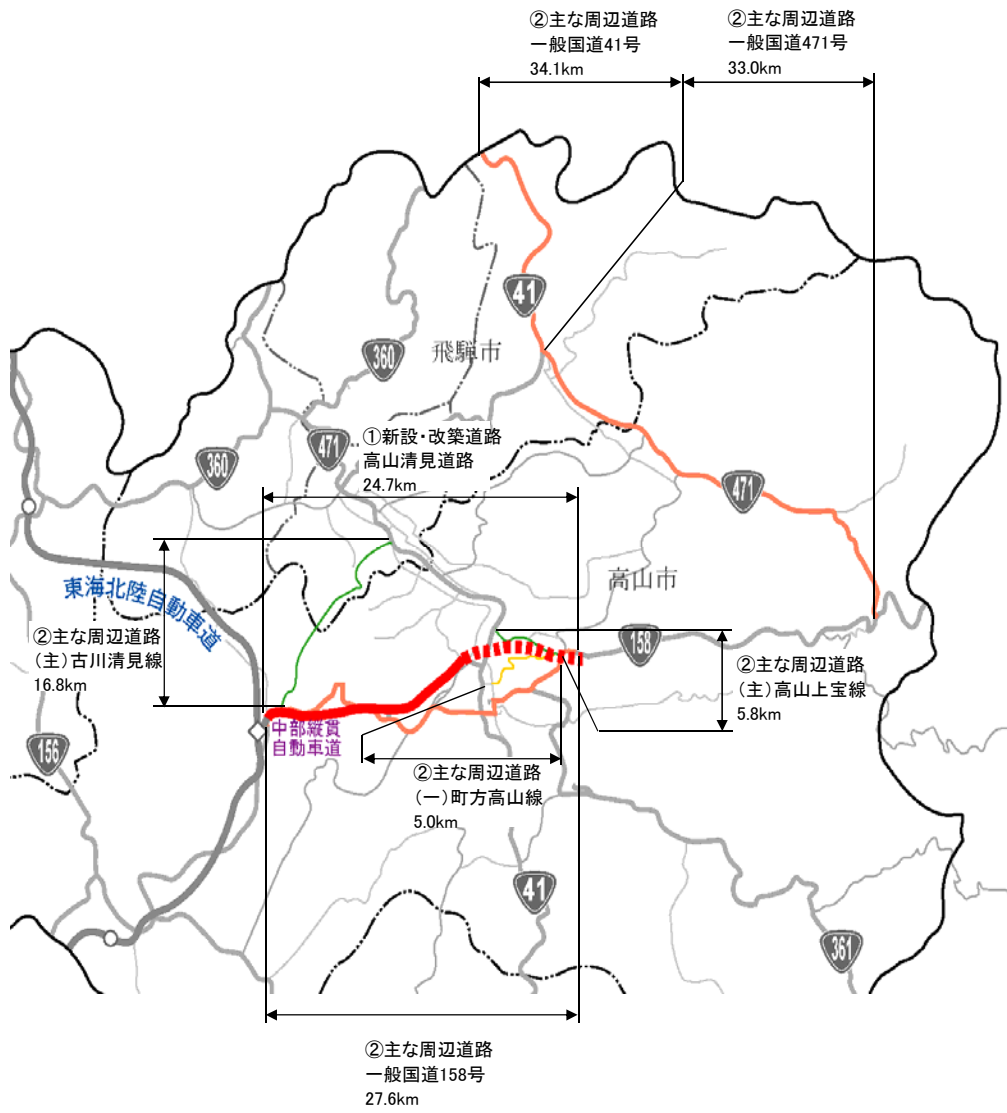 ②主な周辺道路
一般国道41号
34.1km
②主な周辺道路
一般国道471号
33.0km
41
360
飛騨市
①新設・改築道路
高山清見道路
24.7km
471
360
471
高山市
東海北陸自動車道
②主な周辺道路
(主)古川清見線
16.8km
158
②主な周辺道路
(主)高山上宝線
5.8km
中部縦貫
自動車道
156
②主な周辺道路
(一)町方高山線
5.0km
41
361
②主な周辺道路
一般国道158号
27.6km